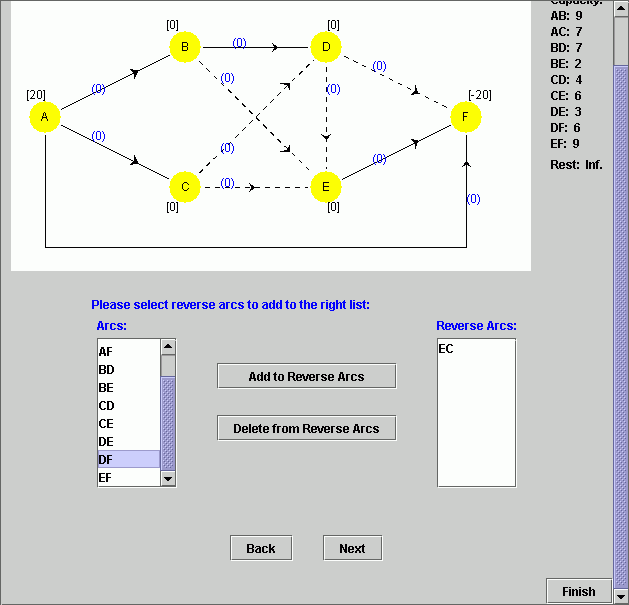 Capacity:
AB: 9
AC: 7
BD: 7
BE: 2
CD: 4
CE: 6
DE: 3
DF: 6
EF: 9
Rest: Inf.
[0]
[0]
B
(0)
D
(0)
(0)
(0)
(0)
[20]
[-20]
A
F
(0)
(0)
(0)
C
(0)
E
(0)
[0]
[0]
Please select reverse arcs to add to the right list:
Arcs:
Reverse Arcs:
AF
BD
BE
CD
CE
DE
DF
EF
Add to Reverse Arcs
Delete from Reverse Arcs
EC
Back
Next
Finish